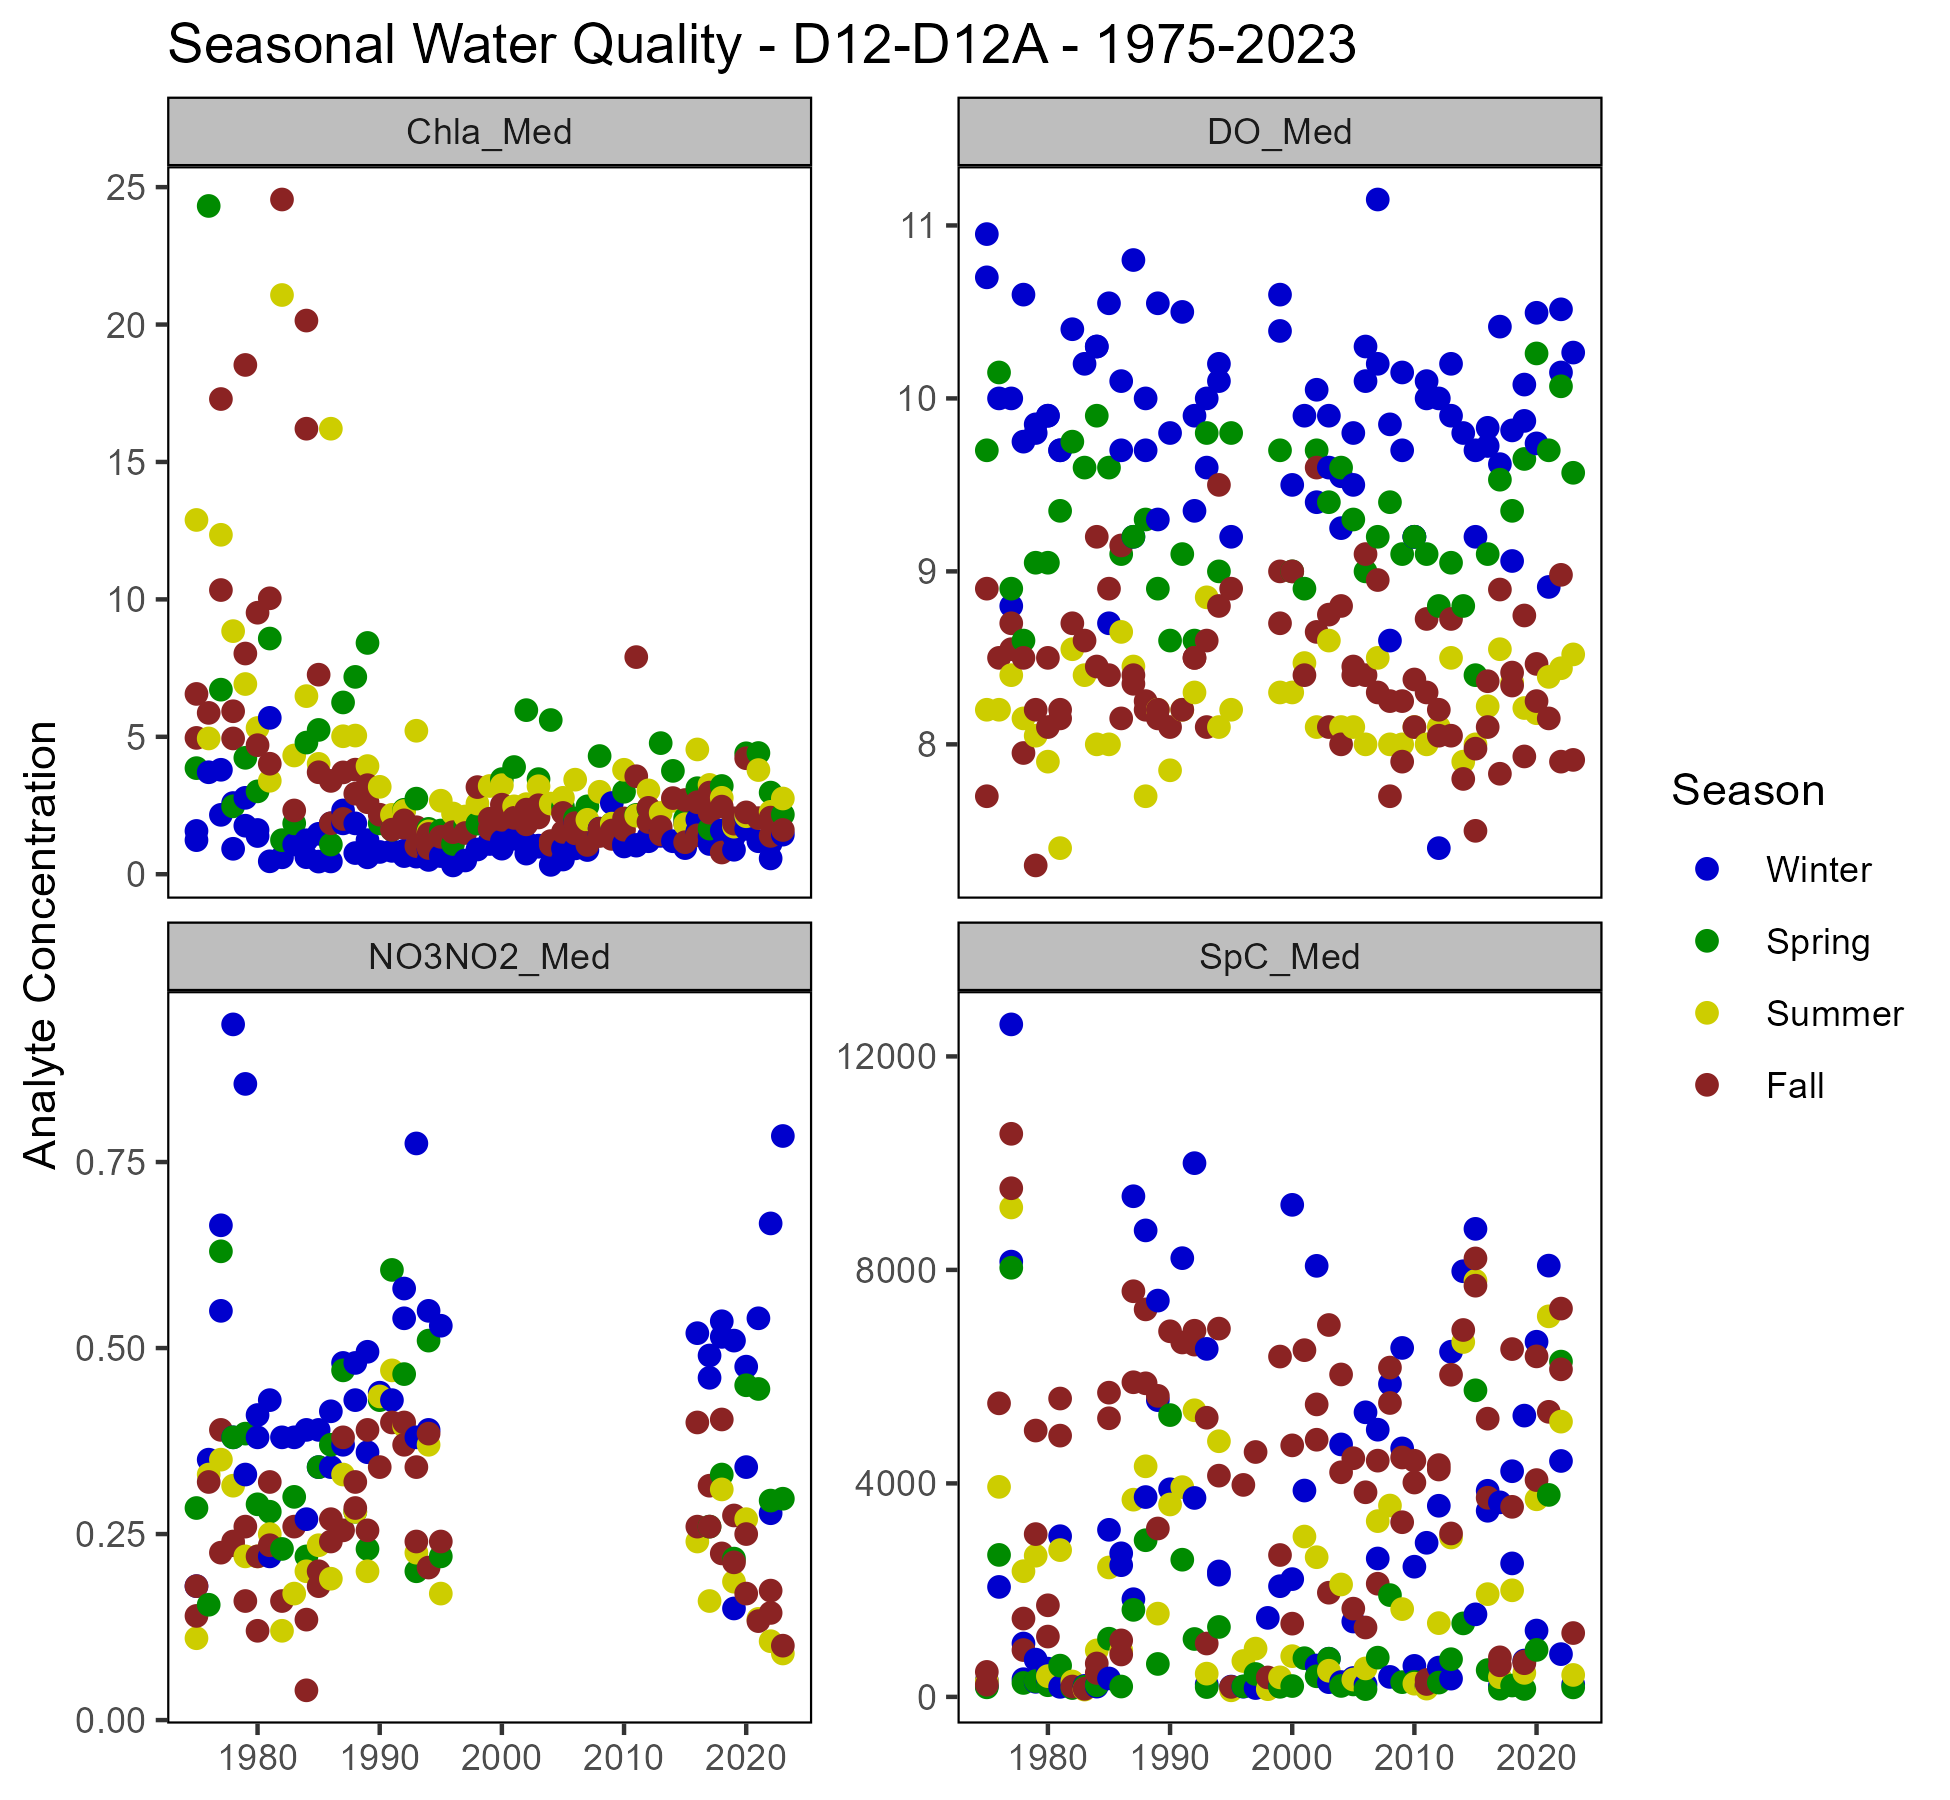 Seasonal Water Quality - D12-D12A - 1975-2023
Chla_Med
DO_Med
25
20
15
10
5
0
11
10
9
8
Analyte Concentration
NO3NO2_Med
SpC_Med
0.75
0.50
0.25
0.00
12000
8000
4000
0
1980 1990 2000 2010 2020
1980 1990 2000 2010 2020
Season
Winter
Spring
Summer
Fall